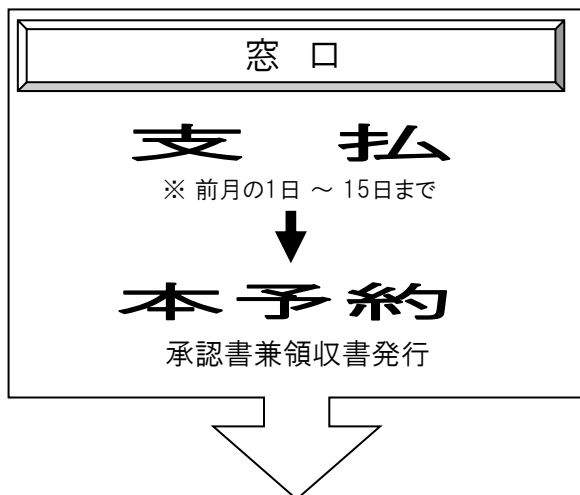 窓 口
支 払
※ 前月の1日 ～ 15日まで
本予約
承認書兼領収書発行